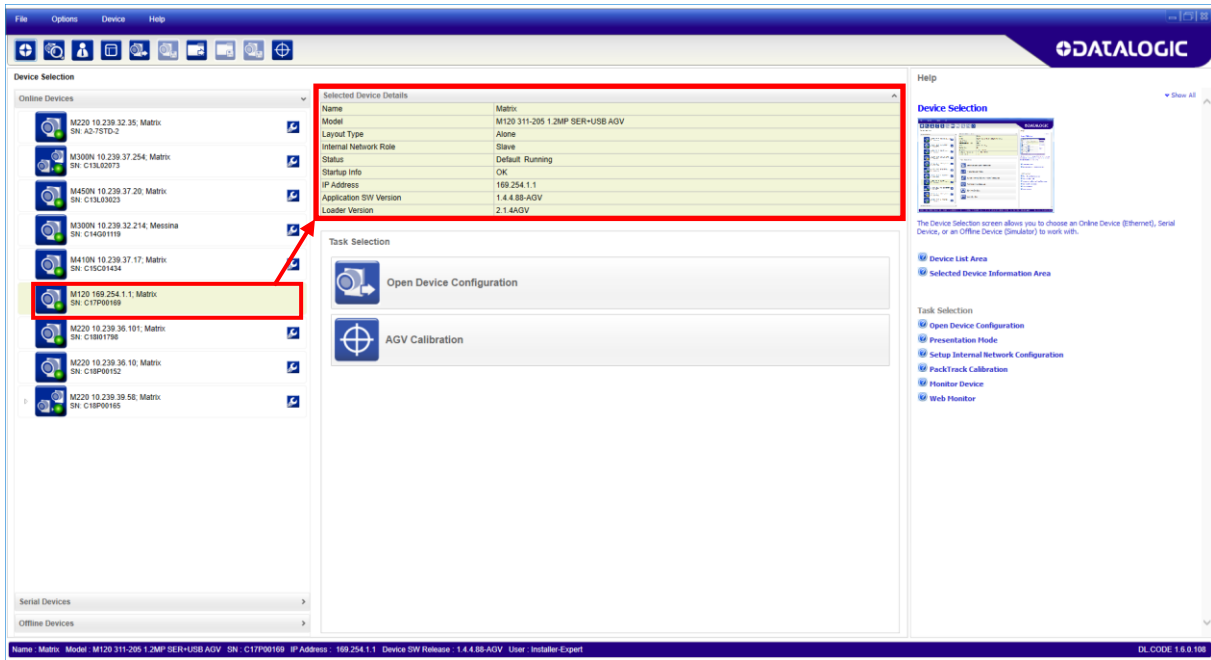 File Options Device Help
DATALOGIC
Device Selection
Online Devices
M220 10.239.32.35; Matrix
SN: A2-7STD-2
M300N 10.239.37.254; Matrix
SN: C13L02073
M450N 10.239.37.20; Matrix
SN: C13L03023
M300N 10.239.32.214; Messina
SN: C14G01119
M410N 10.239.37.17; Matrix
SN: C15C01434
M120 169.254.1.1; Matrix
SN: C17P00169
M220 10.239.36.101; Matrix
SN: C18I01798
M220 10.239.36.10; Matrix
SN: C18P00152
M220 10.239.39.58; Matrix
SN: C18P00165
Serial Devices
Offline Devices
Selected Device Details
Name Matrix
Model M120 311-205 1.2MP SER+USB AGV
Layout Type Alone
Internal Network Role Slave
Status Default Running
Startup Info OK
IP Address 169.254.1.1
Application SW Version 1.4.4.88-AGV
Loader Version 2.1.4AGV
Task Selection
Open Device Configuration
AGV Calibration
Help
Show All
Device Selection
The Device Selection screen allows you to choose an Online Device (Ethernet), Serial
Device, or an Offline Device (Simulator) to work with.
Device List Area
Selected Device Information Area
Task Selection
Open Device Configuration
Presentation Mode
Setup Internal Network Configuration
PackTrack Calibration
Monitor Device
Web Monitor
Name : Matrix Model : M120 311-205 1.2MP SER+USB AGV SN : C17P00169 IP Address : 169.254.1.1 Device SW Release : 1.4.4.88-AGV User : Installer-Expert DL.CODE 1.6.0.108